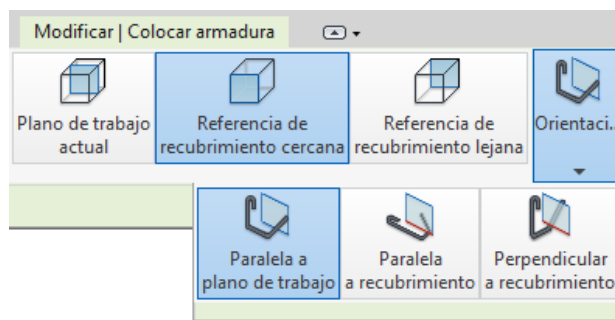 Modificar | Colocar armadura
Plano de trabajo
actual
Referencia de
recubrimiento cercana
Referencia de
recubrimiento lejana
Orientaci...
Paralela a
plano de trabajo
Paralela
a recubrimiento
Perpendicular
a recubrimiento